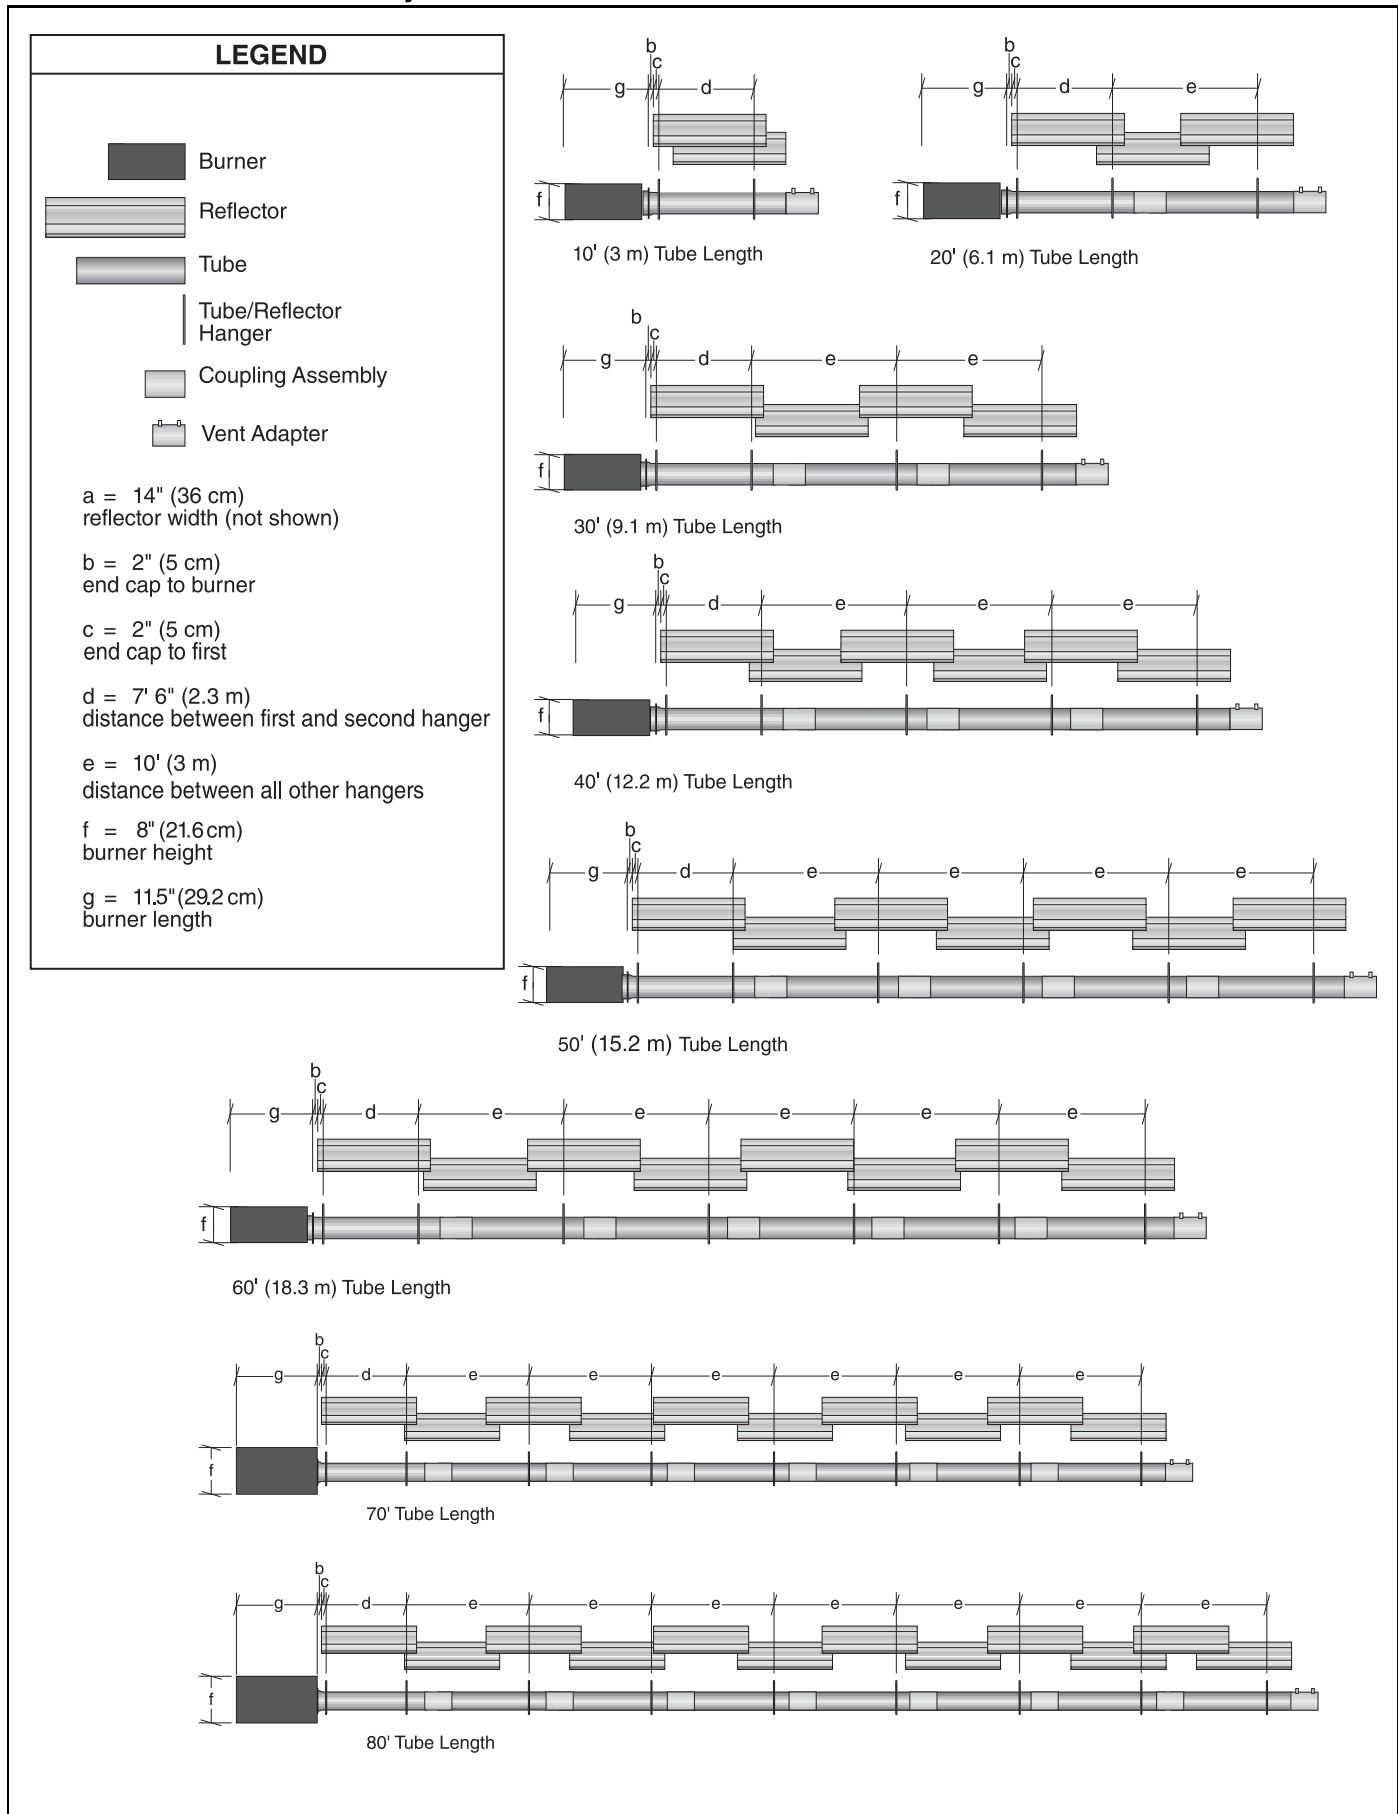 LEGEND
Burner
Reflector
Tube
Tube/Reflector
Hanger
Coupling Assembly
Vent Adapter
a = 14" (36 cm)
reflector width (not shown)
b = 2" (5 cm)
end cap to burner
c = 2" (5 cm)
end cap to first
d = 7' 6" (2.3 m)
distance between first and second hanger
e = 10' (3 m)
distance between all other hangers
f = 8" (21.6 cm)
burner height
g = 11.5" (29.2 cm)
burner length
b
c
g d
f
10' (3 m) Tube Length
b
c
g d e
f
20' (6.1 m) Tube Length
b
c
g d e e
f
30' (9.1 m) Tube Length
b
c
g d e e e
f
40' (12.2 m) Tube Length
b
c
g d e e e e
f
50' (15.2 m) Tube Length
b
c
g d e e e e e
f
60' (18.3 m) Tube Length
b
c
g d e e e e e e
f
70' Tube Length
b
c
g d e e e e e e e
f
80' Tube Length